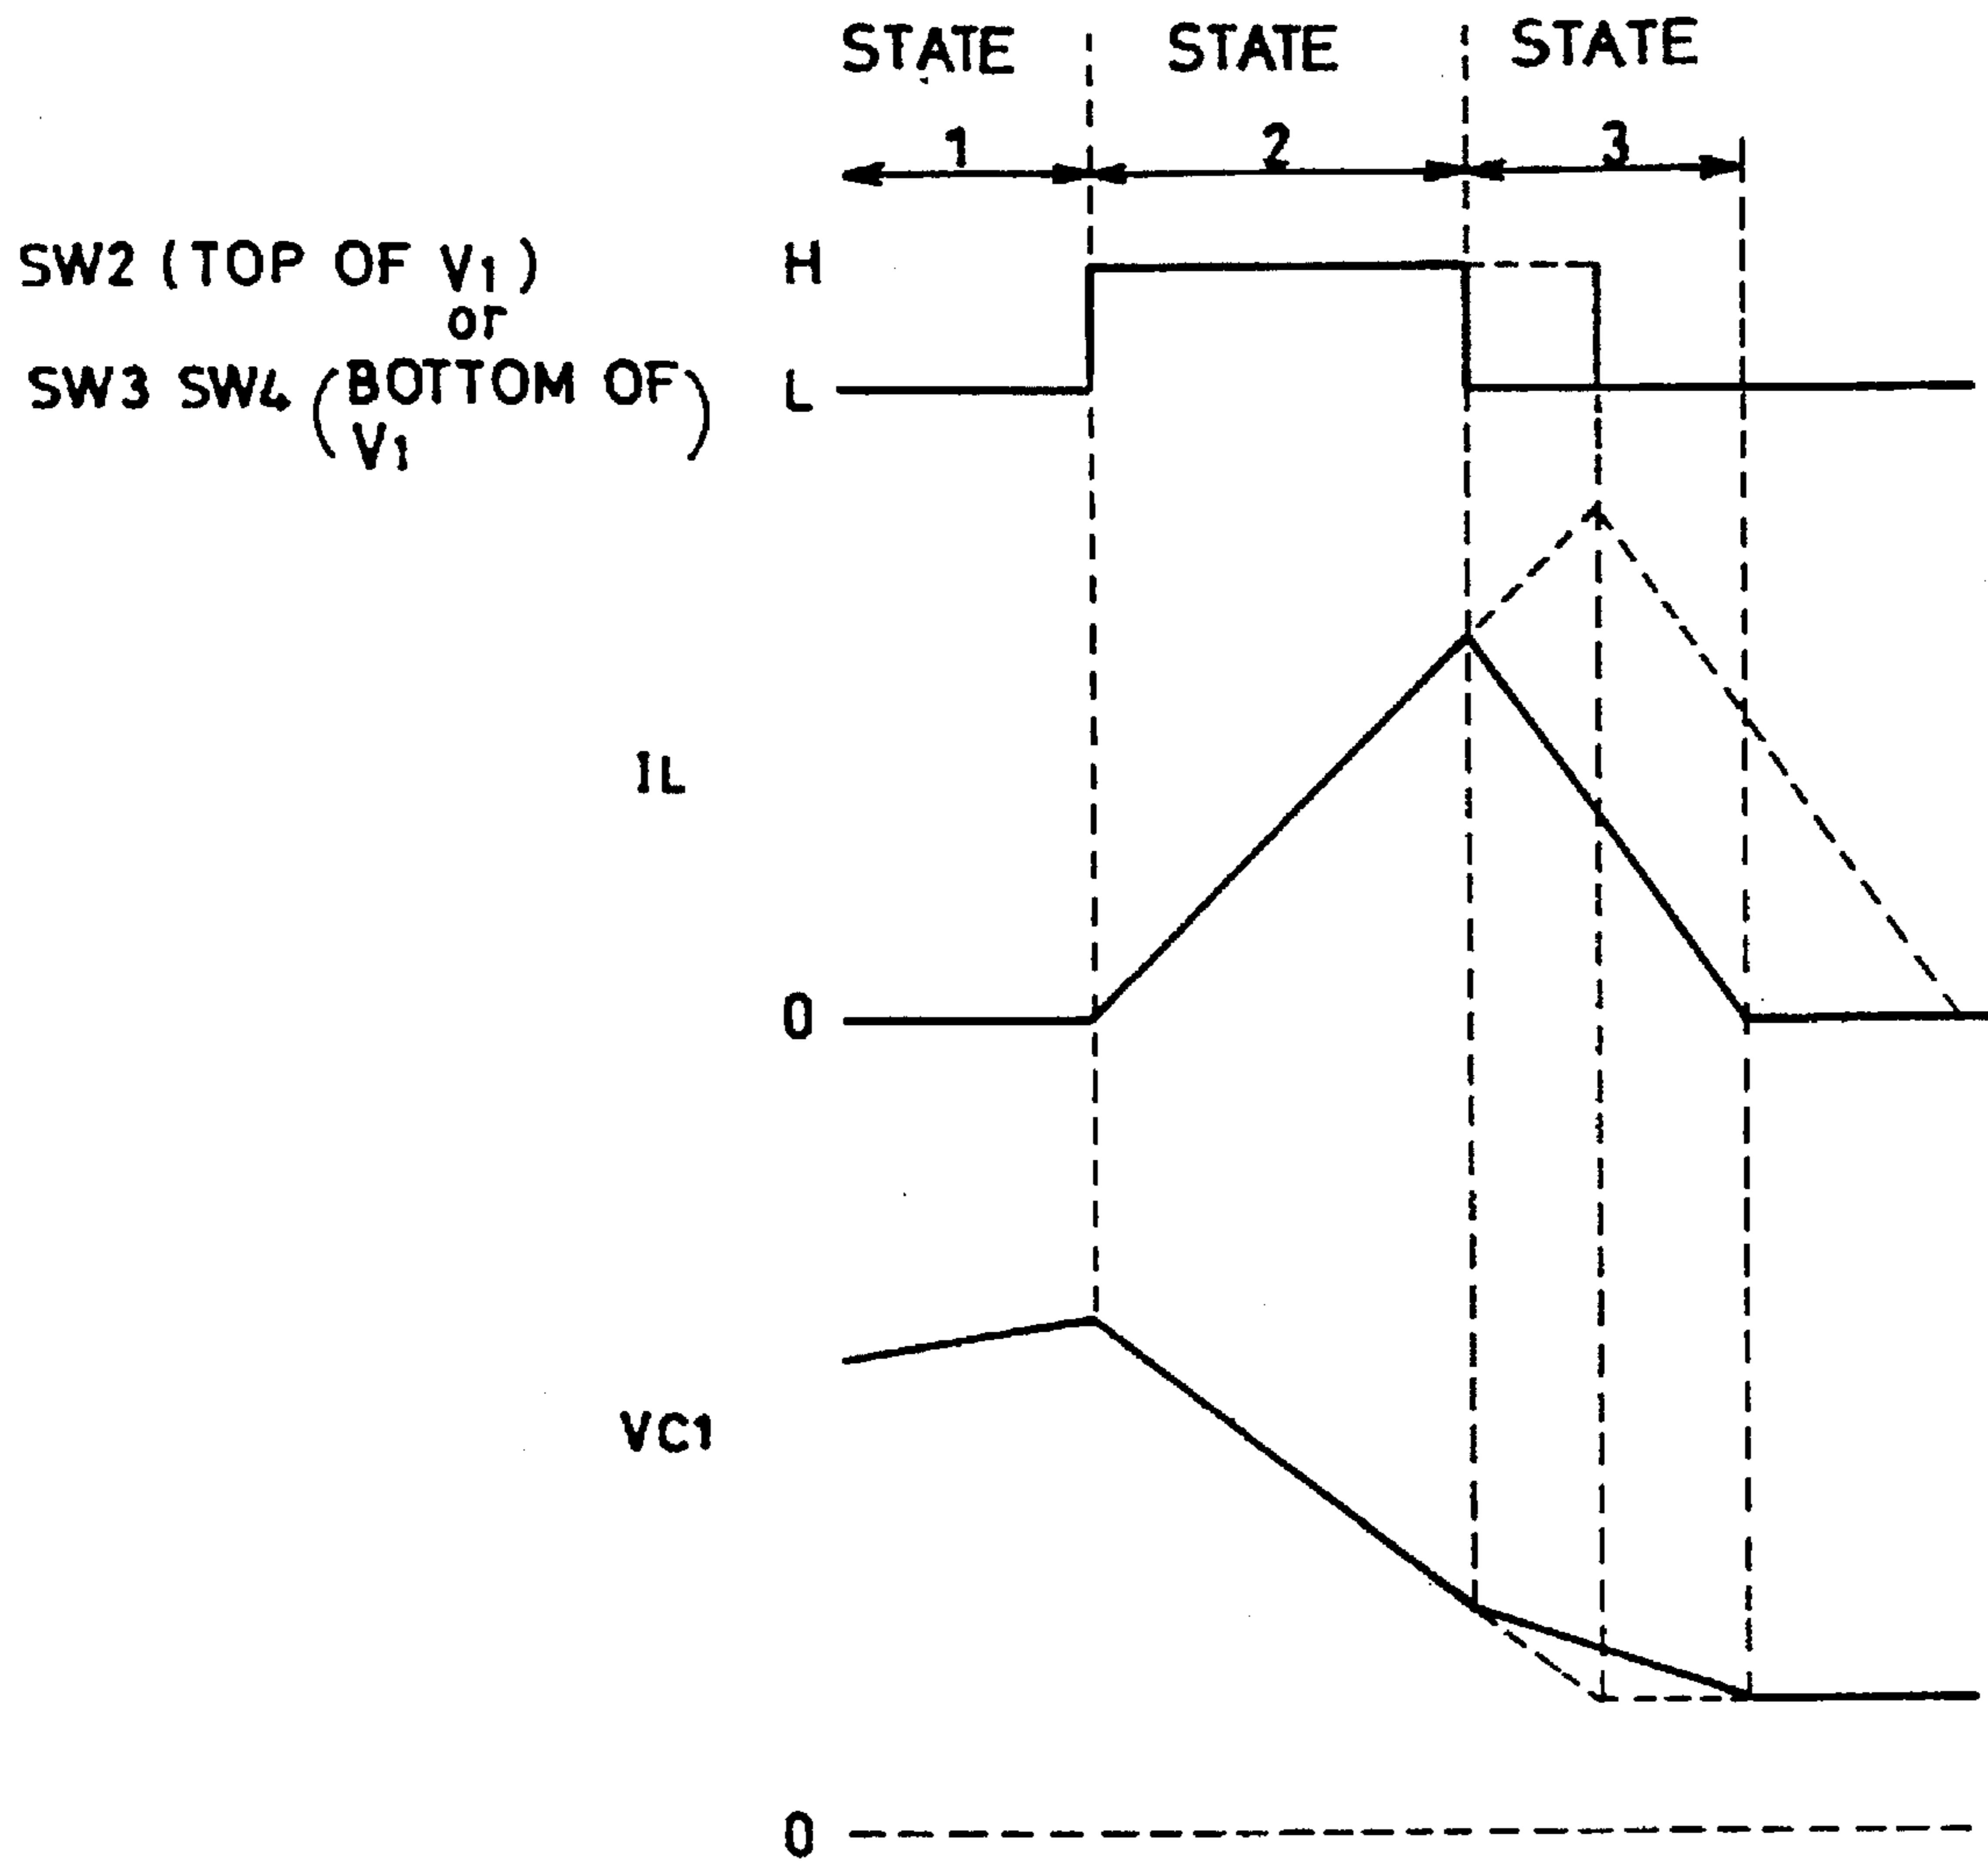 STATE STATE STATE
1 2 3
SW2 (TOP OF V1) H
or
SW3 SW4 (BOTTOM OF V1) L
IL
0
VC1
0